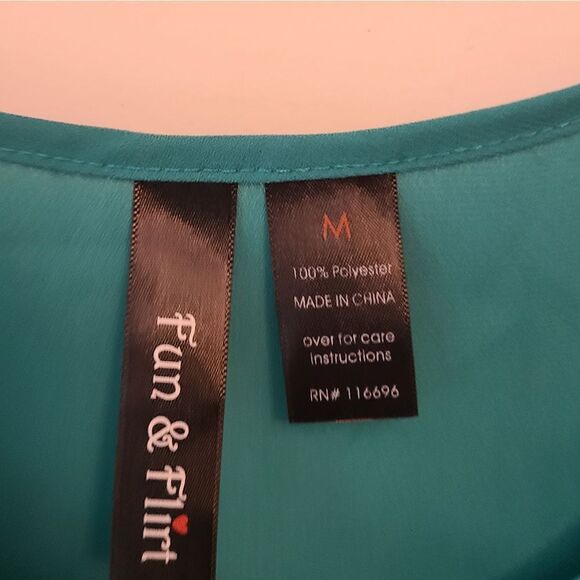 Fun & Flirt
M
100% Polyester
MADE IN CHINA
over for care
instructions
RN# 116696